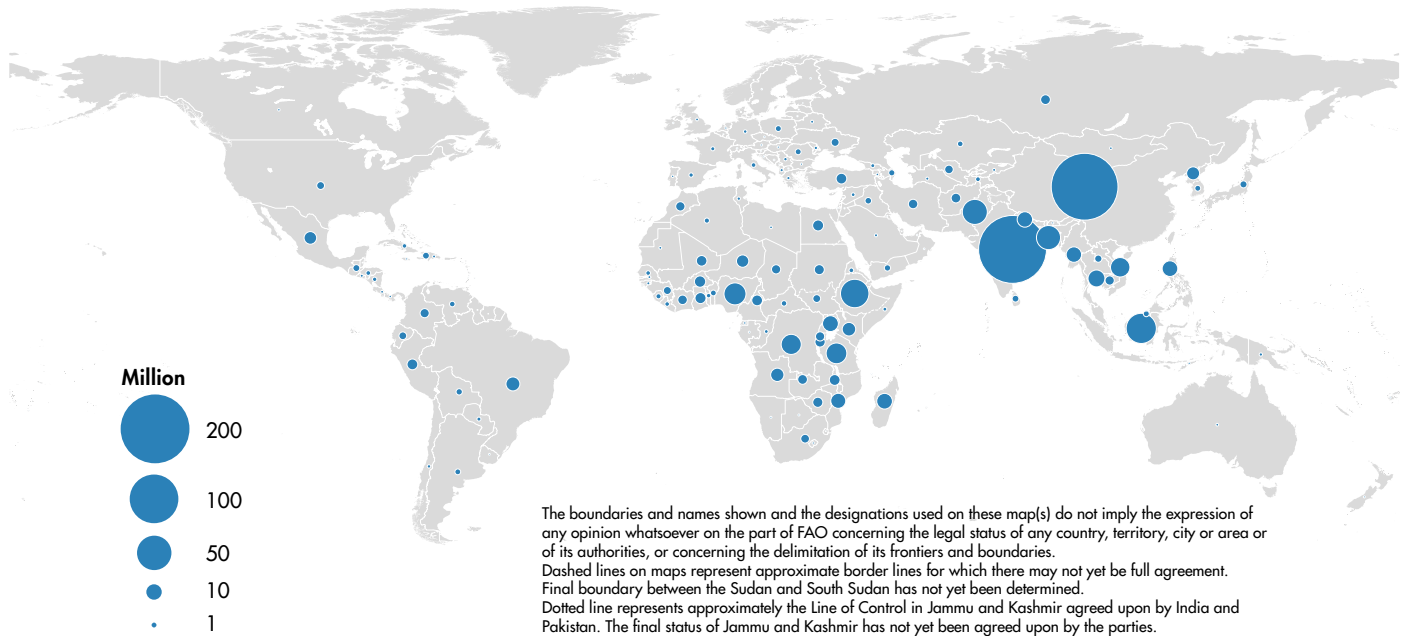 Million
200
100
50
10
1
The boundaries and names shown and the designations used on these map(s) do not imply the expression of
any opinion whatsoever on the part of FAO concerning the legal status of any country, territory, city or area or
of its authorities, or concerning the delimitation of its frontiers and boundaries.
Dashed lines on maps represent approximate border lines for which there may not yet be full agreement.
Final boundary between the Sudan and South Sudan has not yet been determined.
Dotted line represents approximately the Line of Control in Jammu and Kashmir agreed upon by India and
Pakistan. The final status of Jammu and Kashmir has not yet been agreed upon by the parties.